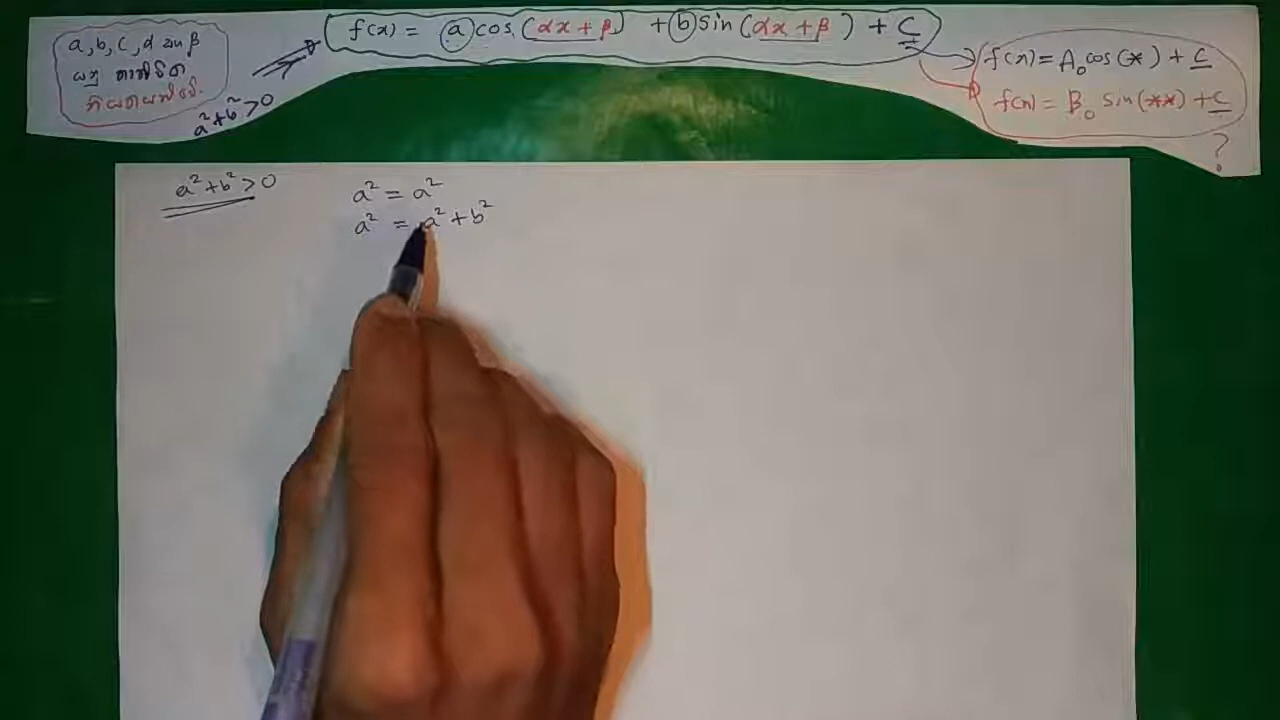 a, b, c, α සහ β
යනු තාත්වික
නියතයන් වේ.
a² + b² > 0
f(x) = a cos (αx + β) + b sin (αx + β) + c
f(x) = A₀ cos (*) + c
f(x) = B₀ sin (**) + c
?
a² + b² > 0
a² = a²
a² = a² + b²